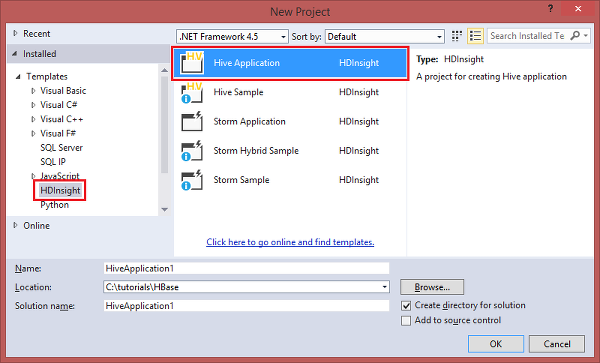 New Project
? ×
Recent
.NET Framework 4.5 Sort by: Default Search Installed Te
Installed
Templates
Visual Basic
Visual C#
Visual C++
Visual F#
SQL Server
SQL IP
JavaScript
HDInsight
Python
Online
HV Hive Application HDInsight
HV Hive Sample HDInsight
Storm Application HDInsight
Storm Hybrid Sample HDInsight
Storm Sample HDInsight
Click here to go online and find templates.
Type: HDInsight
A project for creating Hive application
Name: HiveApplication1
Location: C:\tutorials\HBase Browse...
Solution name: HiveApplication1
Create directory for solution
Add to source control
OK Cancel